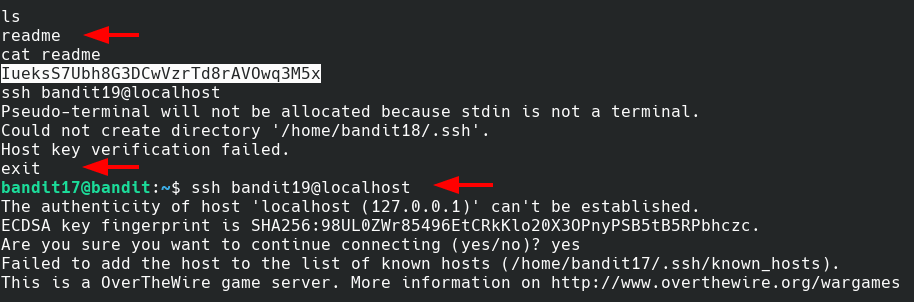 ls
readme
cat readme
IueksS7Ubh8G3DCwVzrTd8rAVOwq3M5x
ssh bandit19@localhost
Pseudo-terminal will not be allocated because stdin is not a terminal.
Could not create directory '/home/bandit18/.ssh'.
Host key verification failed.
exit
bandit17@bandit:~$ ssh bandit19@localhost
The authenticity of host 'localhost (127.0.0.1)' can't be established.
ECDSA key fingerprint is SHA256:98UL0ZWr85496EtCRkKlo20X3OPnyPSB5tB5RPbhczc.
Are you sure you want to continue connecting (yes/no)? yes
Failed to add the host to the list of known hosts (/home/bandit17/.ssh/known_hosts).
This is a OverTheWire game server. More information on http://www.overthewire.org/wargames